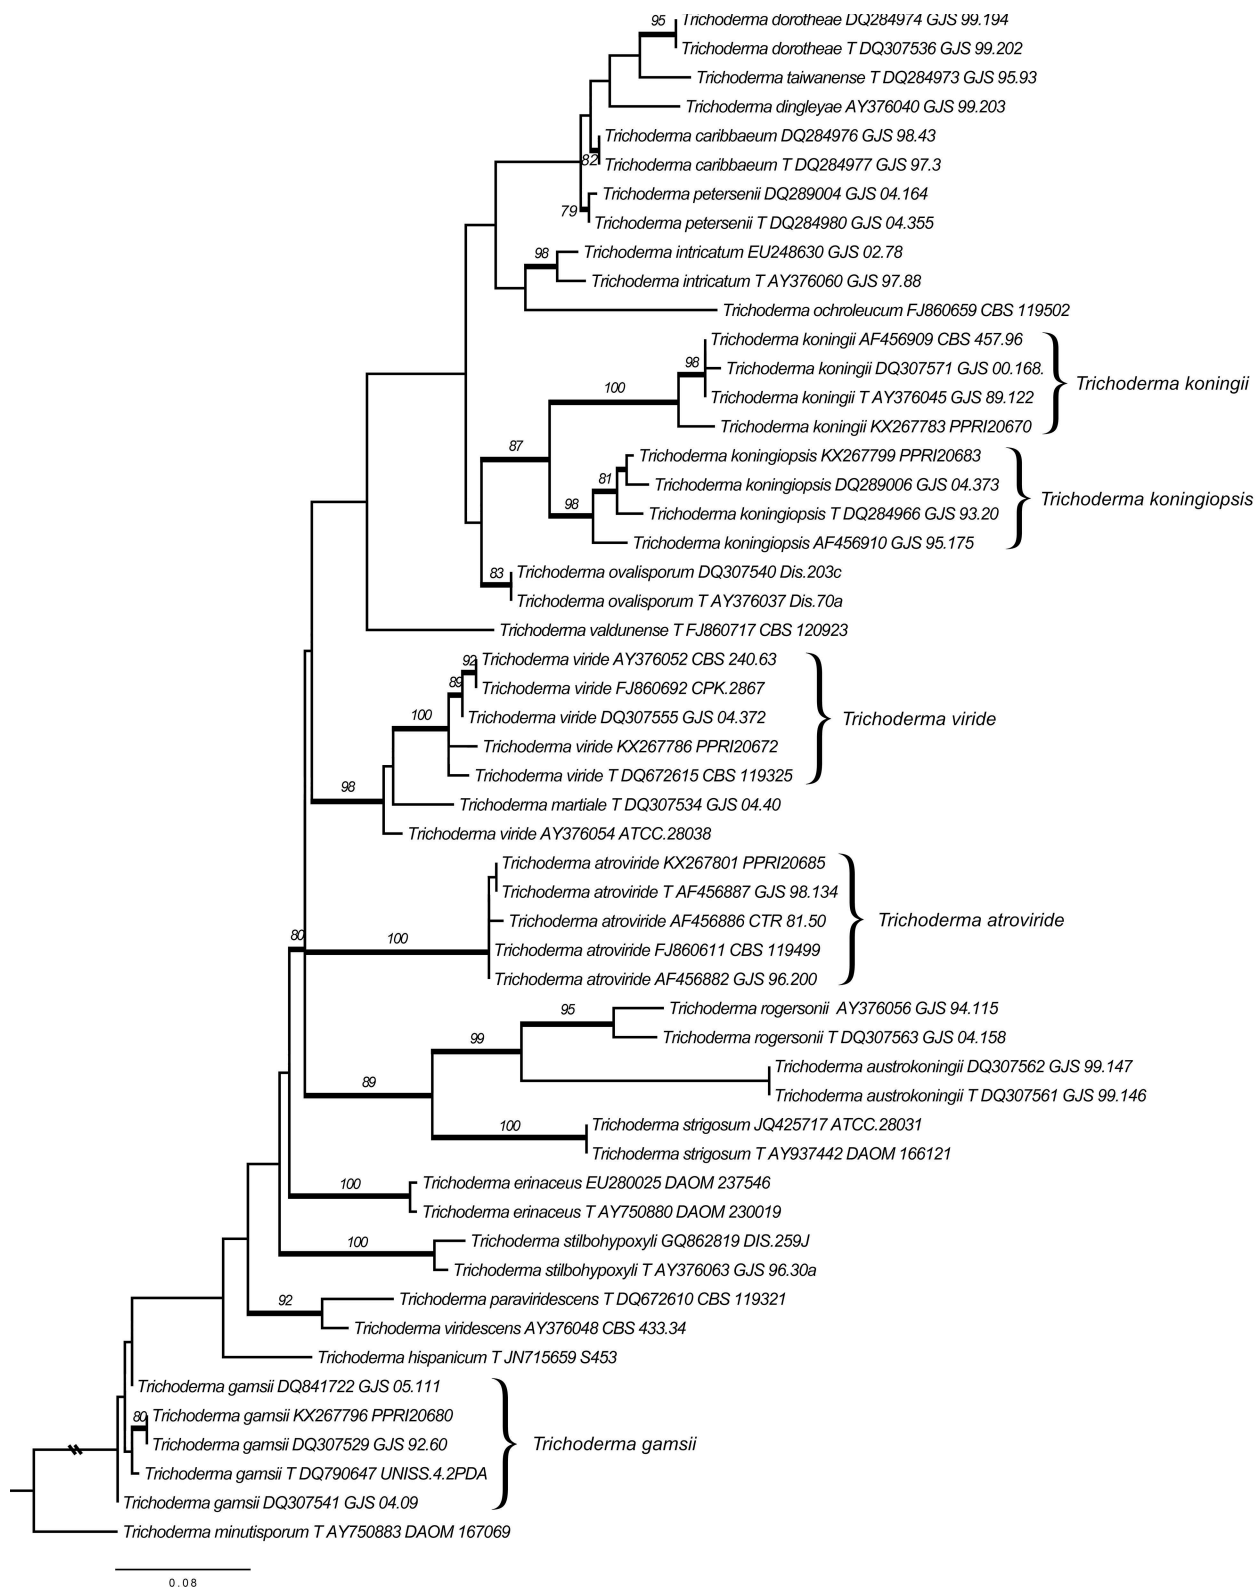 95
Trichoderma dorotheae DQ284974 GJS 99.194
Trichoderma dorotheae T DQ307536 GJS 99.202
Trichoderma taiwanense T DQ284973 GJS 95.93
Trichoderma dingleyae AY376040 GJS 99.203
Trichoderma caribbaeum DQ284976 GJS 98.43
82
Trichoderma caribbaeum T DQ284977 GJS 97.3
Trichoderma petersenii DQ289004 GJS 04.164
79
Trichoderma petersenii T DQ284980 GJS 04.355
98
Trichoderma intricatum EU248630 GJS 02.78
Trichoderma intricatum T AY376060 GJS 97.88
Trichoderma ochroleucum FJ860659 CBS 119502
Trichoderma koningii AF456909 CBS 457.96
98
Trichoderma koningii DQ307571 GJS 00.168.
Trichoderma koningii
100
Trichoderma koningii T AY376045 GJS 89.122
Trichoderma koningii KX267783 PPRI20670
87
Trichoderma koningiopsis KX267799 PPRI20683
81
Trichoderma koningiopsis DQ289006 GJS 04.373
Trichoderma koningiopsis
98
Trichoderma koningiopsis T DQ284966 GJS 93.20
Trichoderma koningiopsis AF456910 GJS 95.175
83
Trichoderma ovalisporum DQ307540 Dis.203c
Trichoderma ovalisporum T AY376037 Dis.70a
Trichoderma valdunense T FJ860717 CBS 120923
92
Trichoderma viride AY376052 CBS 240.63
89
Trichoderma viride FJ860692 CPK.2867
100
Trichoderma viride DQ307555 GJS 04.372
Trichoderma viride
Trichoderma viride KX267786 PPRI20672
Trichoderma viride T DQ672615 CBS 119325
98
Trichoderma martiale T DQ307534 GJS 04.40
Trichoderma viride AY376054 ATCC.28038
Trichoderma atroviride KX267801 PPRI20685
Trichoderma atroviride T AF456887 GJS 98.134
Trichoderma atroviride AF456886 CTR 81.50
Trichoderma atroviride
80
100
Trichoderma atroviride FJ860611 CBS 119499
Trichoderma atroviride AF456882 GJS 96.200
95
Trichoderma rogersonii AY376056 GJS 94.115
99
Trichoderma rogersonii T DQ307563 GJS 04.158
Trichoderma austrokoningii DQ307562 GJS 99.147
89
Trichoderma austrokoningii T DQ307561 GJS 99.146
100
Trichoderma strigosum JQ425717 ATCC.28031
Trichoderma strigosum T AY937442 DAOM 166121
100
Trichoderma erinaceus EU280025 DAOM 237546
Trichoderma erinaceus T AY750880 DAOM 230019
100
Trichoderma stilbohypoxyli GQ862819 DIS.259J
Trichoderma stilbohypoxyli T AY376063 GJS 96.30a
92
Trichoderma paraviridescens T DQ672610 CBS 119321
Trichoderma viridescens AY376048 CBS 433.34
Trichoderma hispanicum T JN715659 S453
Trichoderma gamsii DQ841722 GJS 05.111
80
Trichoderma gamsii KX267796 PPRI20680
Trichoderma gamsii DQ307529 GJS 92.60
Trichoderma gamsii
Trichoderma gamsii T DQ790647 UNISS.4.2PDA
Trichoderma gamsii DQ307541 GJS 04.09
Trichoderma minutisporum T AY750883 DAOM 167069
0.08